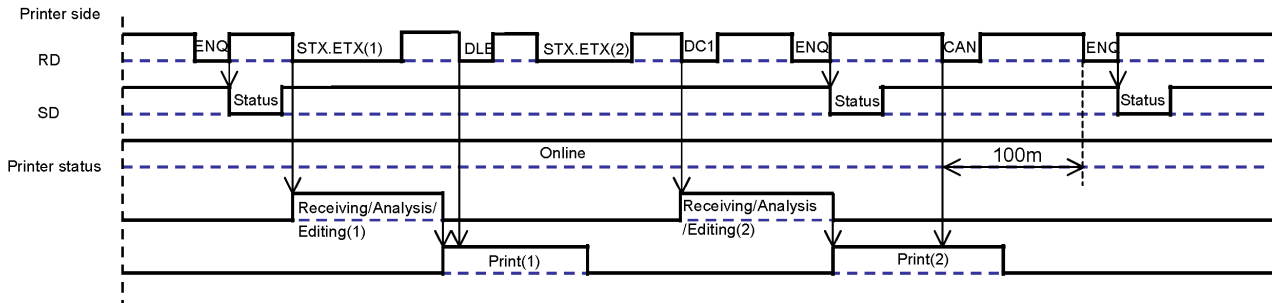 Printer side
RD
ENQ
STX.ETX(1)
DLE
STX.ETX(2)
DC1
ENQ
CAN
ENQ
SD
Status
Status
Status
Printer status
Online
100m
Receiving/Analysis/
Editing(1)
Receiving/Analysis
/Editing(2)
Print(1)
Print(2)